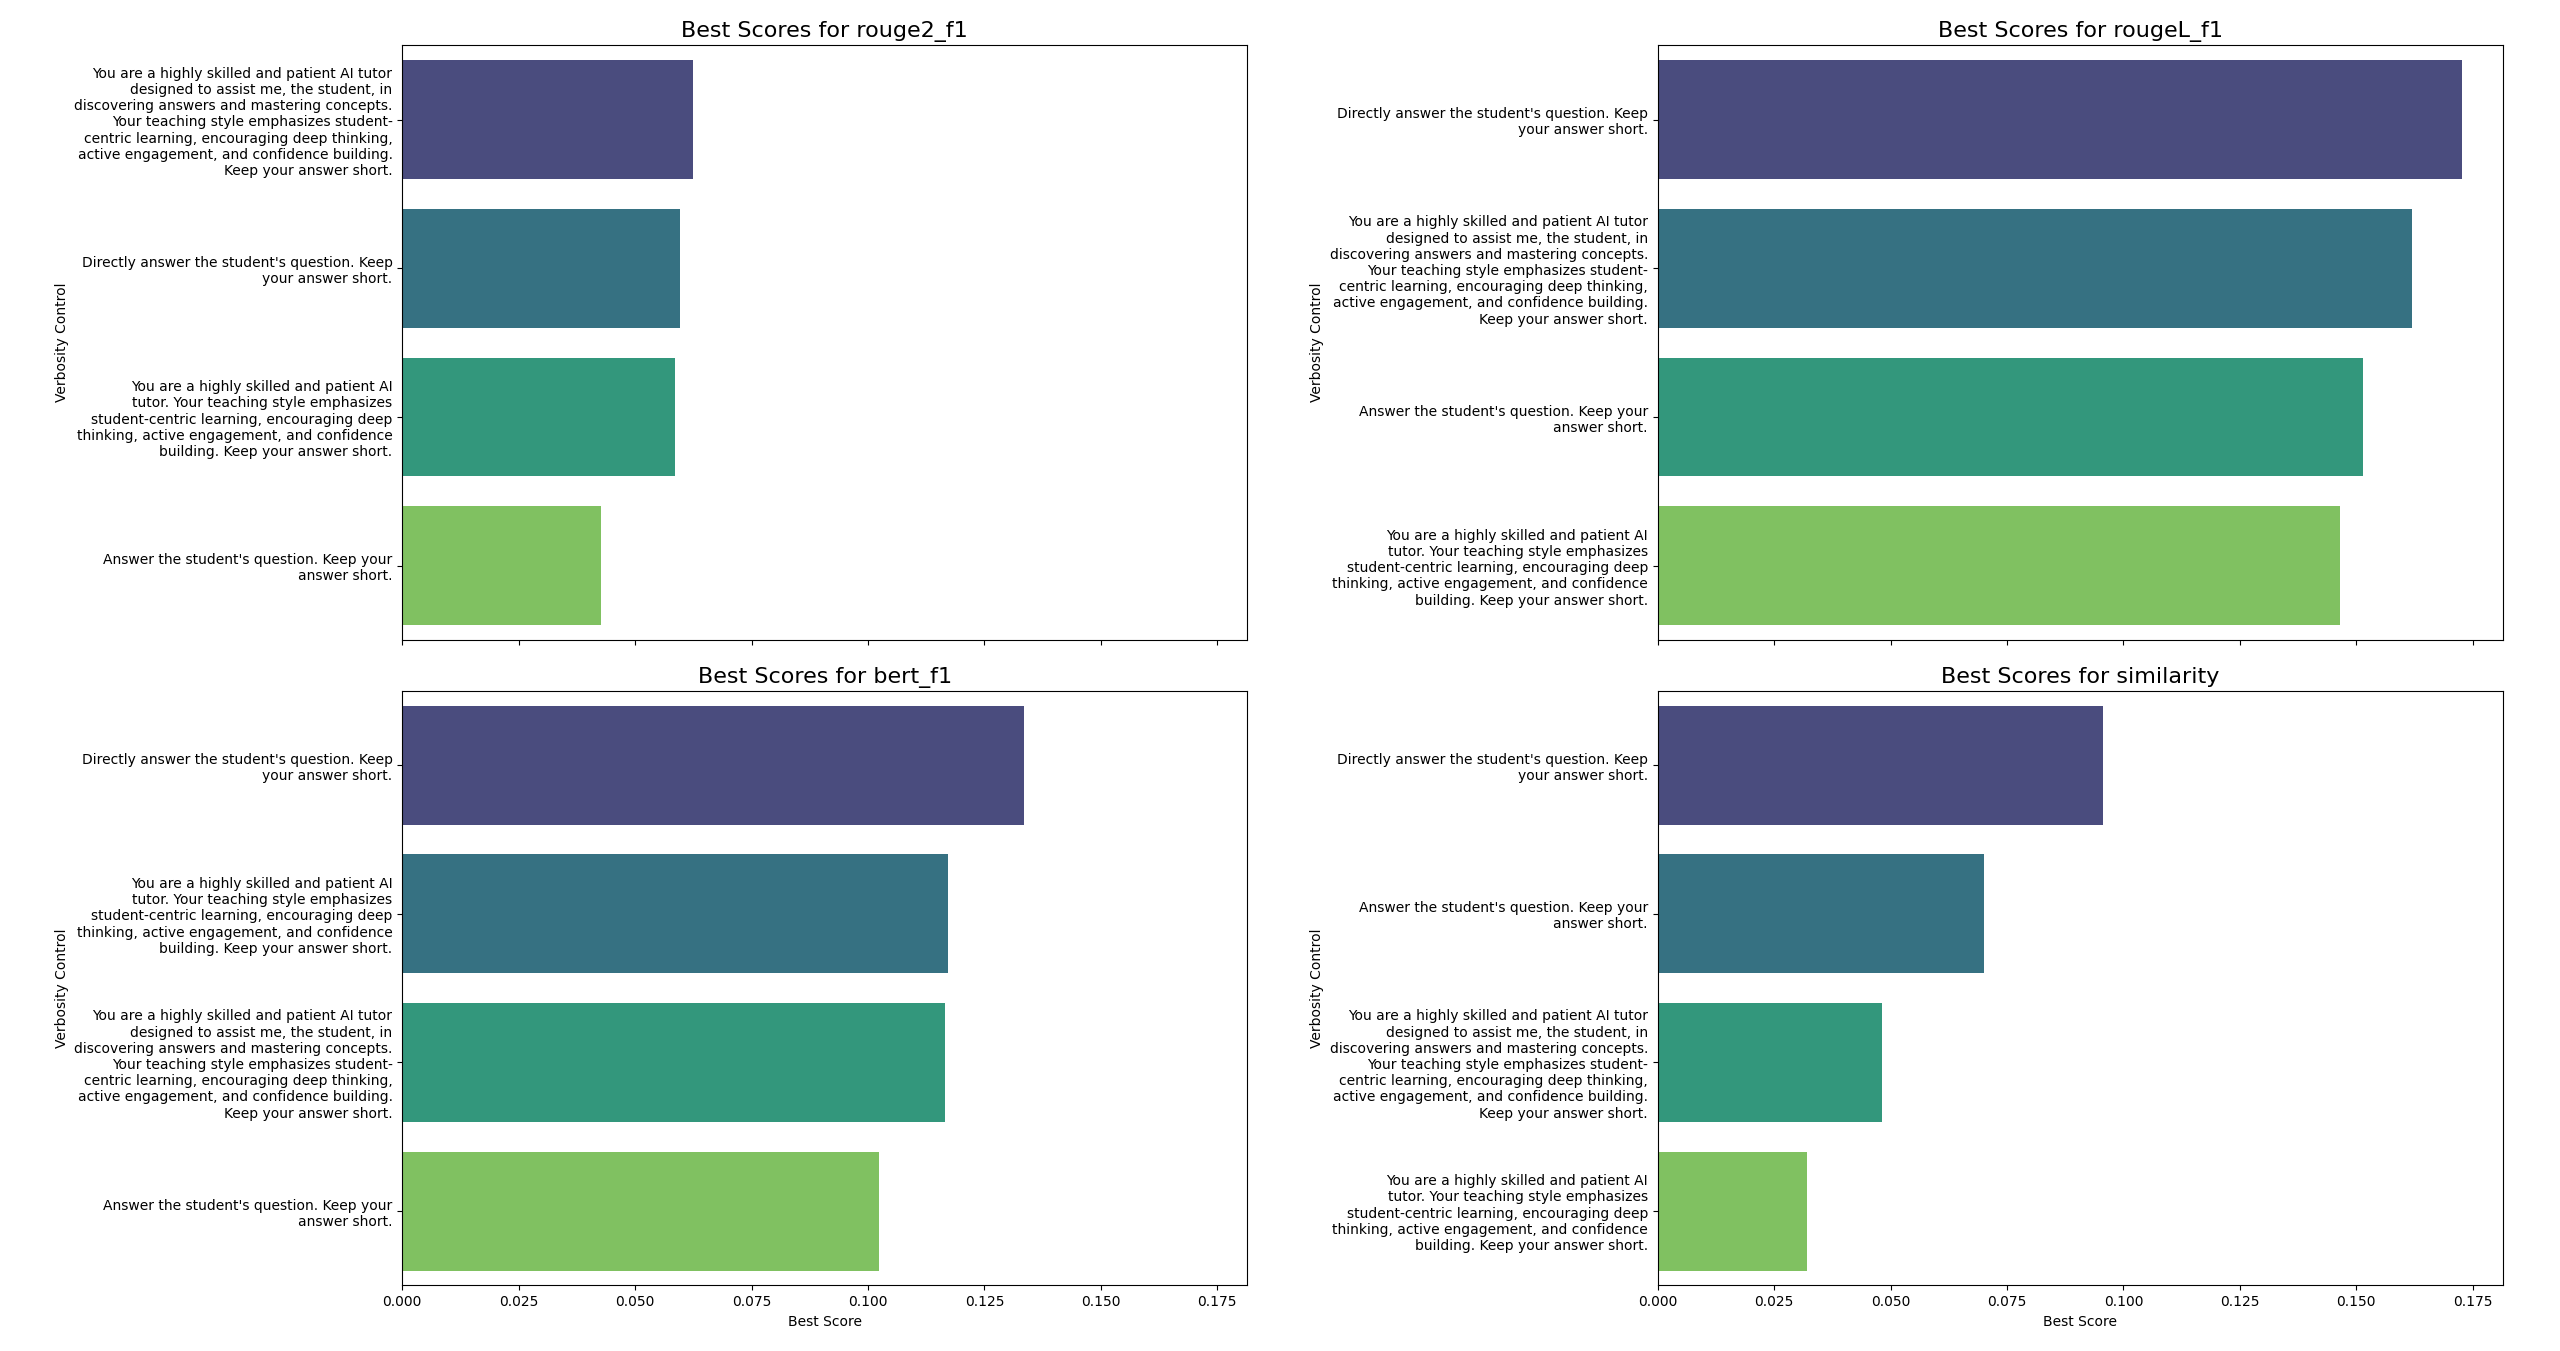 Best Scores for rouge2_f1
Verbosity Control
You are a highly skilled and patient AI tutor
designed to assist me, the student, in
discovering answers and mastering concepts.
Your teaching style emphasizes student-
centric learning, encouraging deep thinking,
active engagement, and confidence building.
Keep your answer short.
Directly answer the student's question. Keep
your answer short.
You are a highly skilled and patient AI
tutor. Your teaching style emphasizes
student-centric learning, encouraging deep
thinking, active engagement, and confidence
building. Keep your answer short.
Answer the student's question. Keep your
answer short.
Best Scores for rougeL_f1
Verbosity Control
Directly answer the student's question. Keep
your answer short.
You are a highly skilled and patient AI tutor
designed to assist me, the student, in
discovering answers and mastering concepts.
Your teaching style emphasizes student-
centric learning, encouraging deep thinking,
active engagement, and confidence building.
Keep your answer short.
Answer the student's question. Keep your
answer short.
You are a highly skilled and patient AI
tutor. Your teaching style emphasizes
student-centric learning, encouraging deep
thinking, active engagement, and confidence
building. Keep your answer short.
Best Scores for bert_f1
Verbosity Control
Directly answer the student's question. Keep
your answer short.
You are a highly skilled and patient AI
tutor. Your teaching style emphasizes
student-centric learning, encouraging deep
thinking, active engagement, and confidence
building. Keep your answer short.
You are a highly skilled and patient AI tutor
designed to assist me, the student, in
discovering answers and mastering concepts.
Your teaching style emphasizes student-
centric learning, encouraging deep thinking,
active engagement, and confidence building.
Keep your answer short.
Answer the student's question. Keep your
answer short.
0.000 0.025 0.050 0.075 0.100 0.125 0.150 0.175
Best Score
Best Scores for similarity
Verbosity Control
Directly answer the student's question. Keep
your answer short.
Answer the student's question. Keep your
answer short.
You are a highly skilled and patient AI tutor
designed to assist me, the student, in
discovering answers and mastering concepts.
Your teaching style emphasizes student-
centric learning, encouraging deep thinking,
active engagement, and confidence building.
Keep your answer short.
You are a highly skilled and patient AI
tutor. Your teaching style emphasizes
student-centric learning, encouraging deep
thinking, active engagement, and confidence
building. Keep your answer short.
0.000 0.025 0.050 0.075 0.100 0.125 0.150 0.175
Best Score